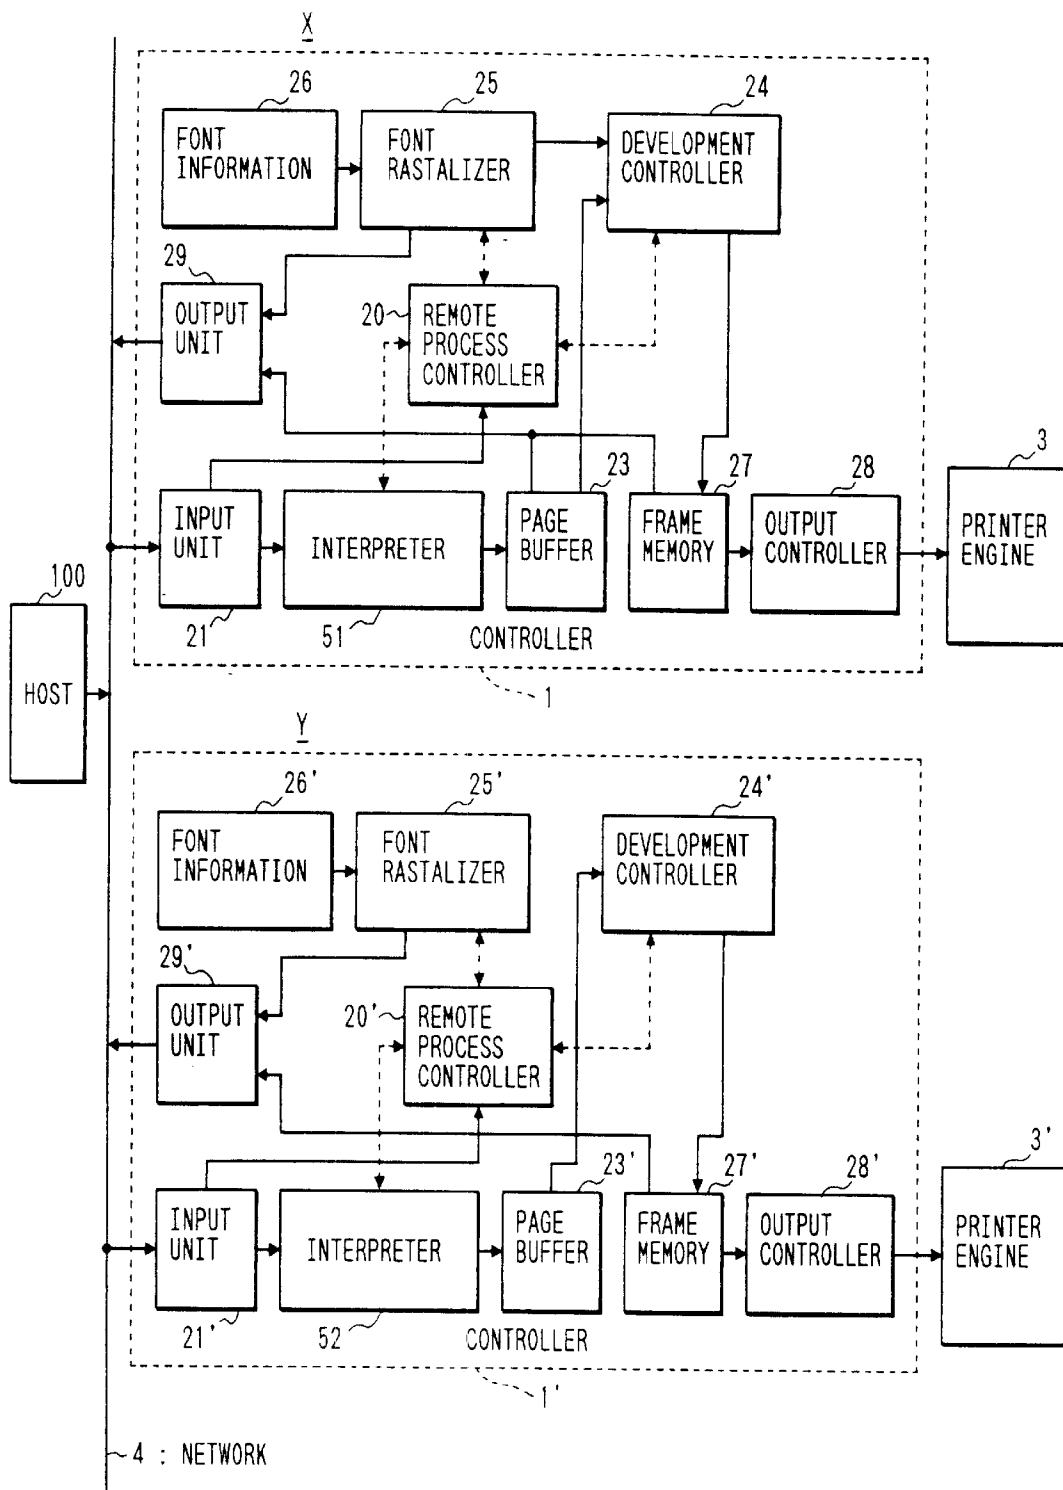 X
26
25
24
FONT
INFORMATION
FONT
RASTALIZER
DEVELOPMENT
CONTROLLER
29
OUTPUT
UNIT
20
REMOTE
PROCESS
CONTROLLER
23
27
28
3
INPUT
UNIT
INTERPRETER
PAGE
BUFFER
FRAME
MEMORY
OUTPUT
CONTROLLER
PRINTER
ENGINE
100
HOST
21
51
CONTROLLER
1
Y
26'
25'
24'
FONT
INFORMATION
FONT
RASTALIZER
DEVELOPMENT
CONTROLLER
29'
OUTPUT
UNIT
20'
REMOTE
PROCESS
CONTROLLER
23'
27'
28'
3'
INPUT
UNIT
INTERPRETER
PAGE
BUFFER
FRAME
MEMORY
OUTPUT
CONTROLLER
PRINTER
ENGINE
21'
52
CONTROLLER
1'
4 : NETWORK